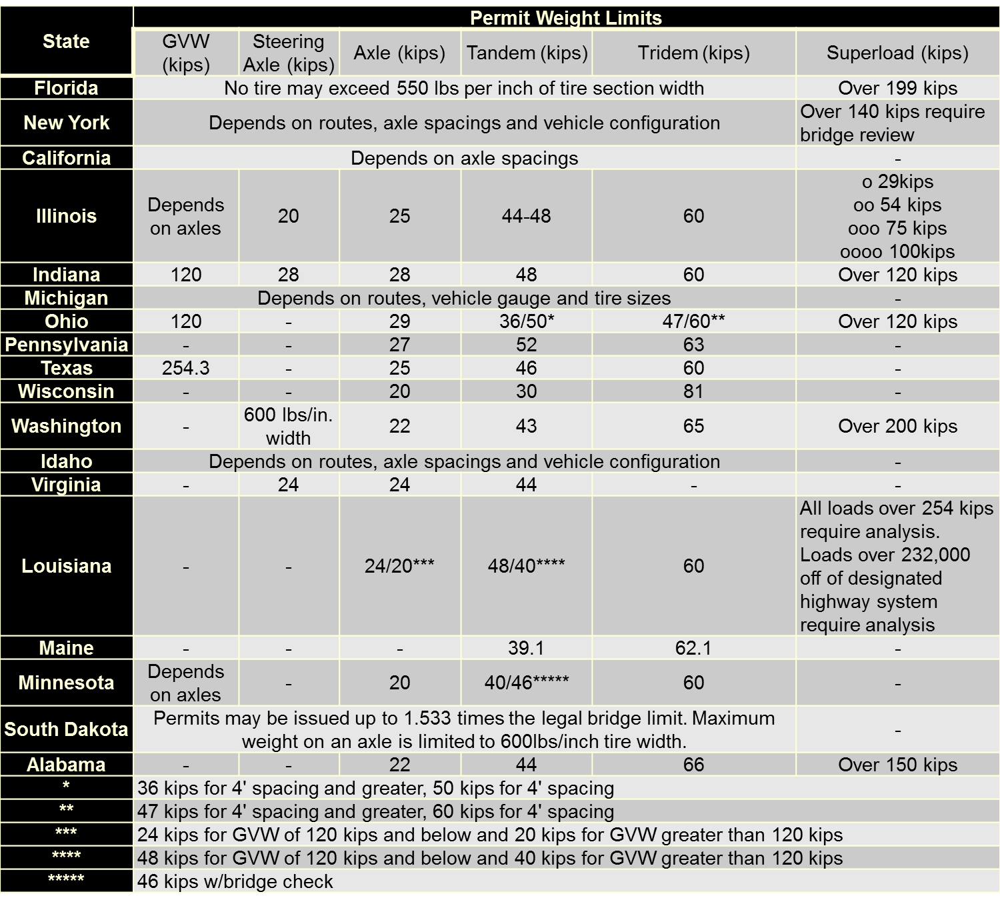 State
Permit Weight Limits
GVW (kips) Steering Axle (kips) Axle (kips) Tandem (kips) Tridem (kips) Superload (kips)
Florida No tire may exceed 550 lbs per inch of tire section width Over 199 kips
New York Depends on routes, axle spacings and vehicle configuration Over 140 kips require
bridge review
California Depends on axle spacings -
Illinois Depends on axles 20 25 44-48 60 o 29kips
oo 54 kips
ooo 75 kips
oooo 100kips
Indiana 120 28 28 48 60 Over 120 kips
Michigan Depends on routes, vehicle gauge and tire sizes -
Ohio 120 - 29 36/50* 47/60** Over 120 kips
Pennsylvania - - 27 52 63 -
Texas 254.3 - 25 46 60 -
Wisconsin - - 20 30 81 -
Washington - 600 lbs/in. width 22 43 65 Over 200 kips
Idaho Depends on routes, axle spacings and vehicle configuration -
Virginia - 24 24 44 - -
Louisiana - - 24/20*** 48/40**** 60 All loads over 254 kips
require analysis.
Loads over 232,000
off of designated
highway system
require analysis
Maine - - - 39.1 62.1 -
Minnesota Depends on axles - 20 40/46***** 60 -
South Dakota Permits may be issued up to 1.533 times the legal bridge limit. Maximum
weight on an axle is limited to 600lbs/inch tire width. -
Alabama - - 22 44 66 Over 150 kips
* 36 kips for 4' spacing and greater, 50 kips for 4' spacing
** 47 kips for 4' spacing and greater, 60 kips for 4' spacing
*** 24 kips for GVW of 120 kips and below and 20 kips for GVW greater than 120 kips
**** 48 kips for GVW of 120 kips and below and 40 kips for GVW greater than 120 kips
***** 46 kips w/bridge check